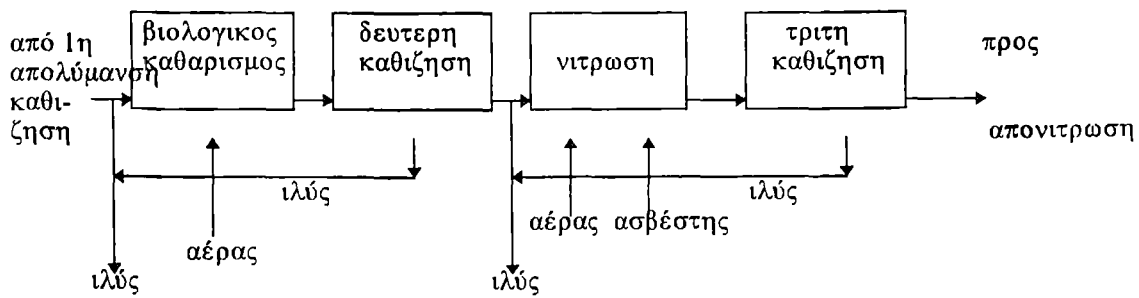 από 1η
απολύμανση
καθι-
ζηση
βιολογικος
καθαρισμος
δευτερη
καθιζηση
νιτρωση
τριτη
καθιζηση
προς
απονιτρωση
ιλύς
αέρας
ιλύς
αέρας
ασβέστης
ιλύς
ιλύς